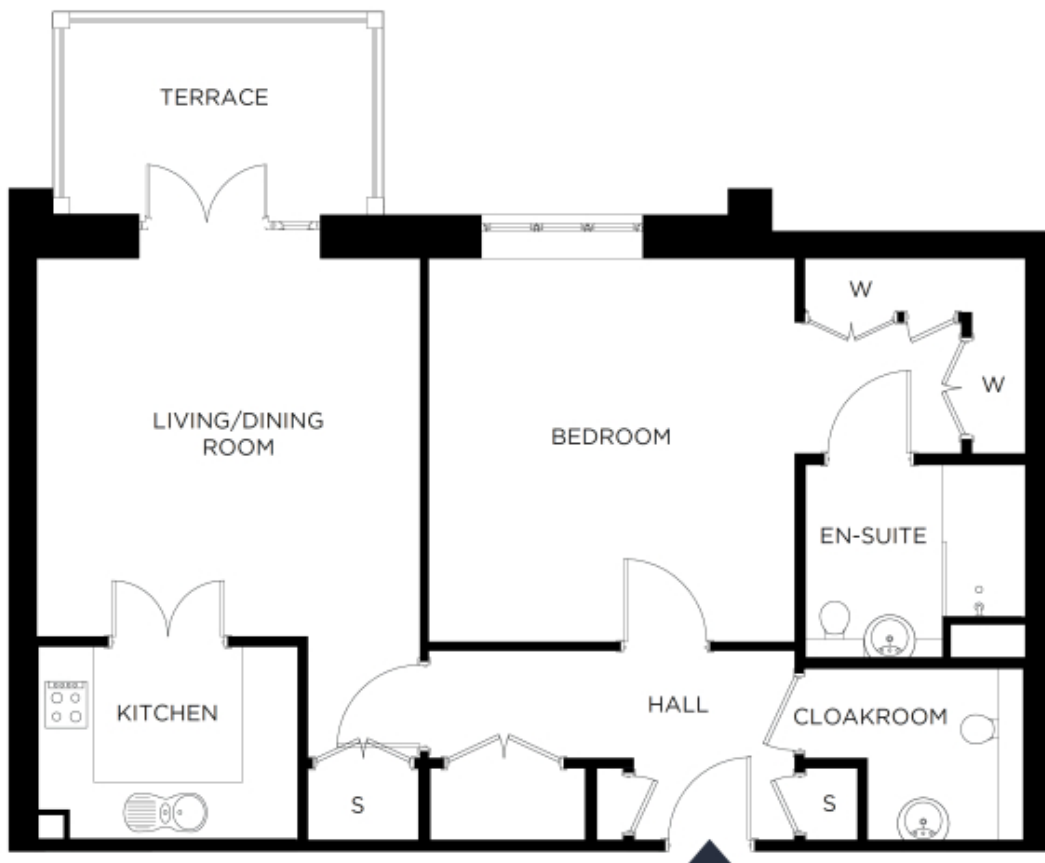 TERRACE
W
W
LIVING/DINING
ROOM
BEDROOM
EN-SUITE
KITCHEN
HALL
CLOAKROOM
S
S